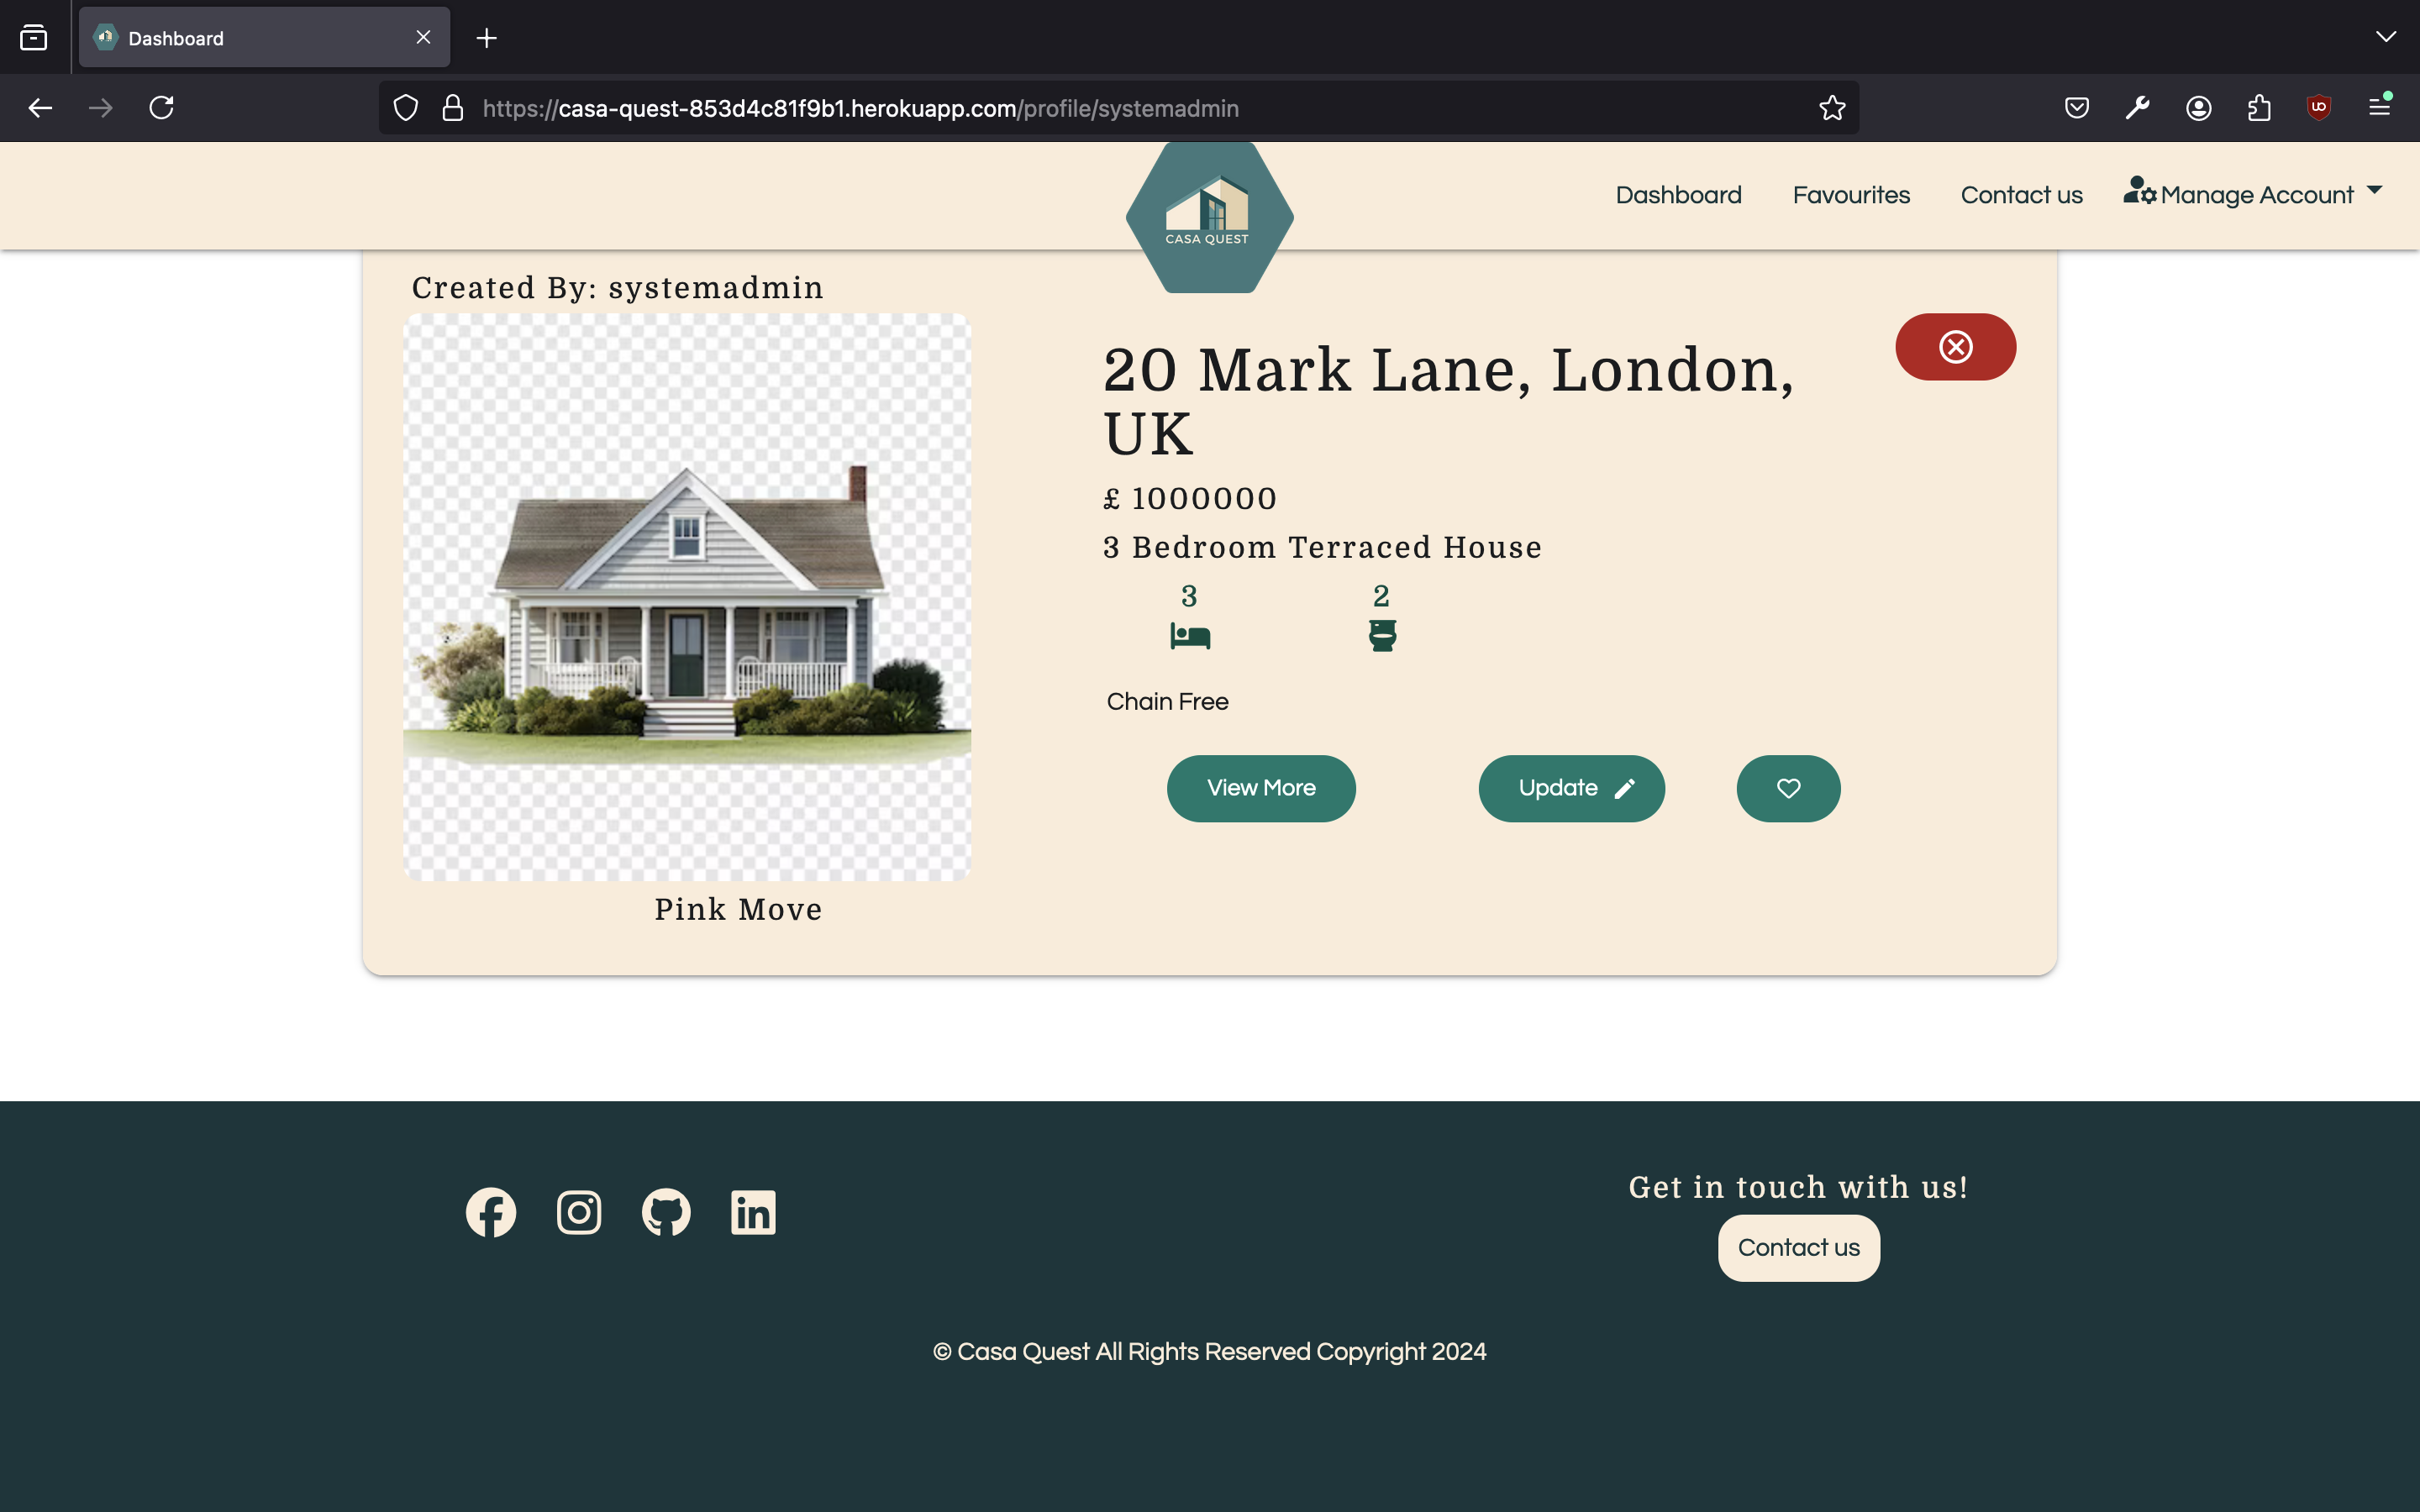 Dashboard
https://casa-quest-853d4c81f9b1.herokuapp.com/profile/systemadmin
CASA QUEST
Dashboard
Favourites
Contact us
Manage Account
Created By: systemadmin
20 Mark Lane, London,
UK
£ 1000000
3 Bedroom Terraced House
3
2
Chain Free
View More
Update
Pink Move
Get in touch with us!
Contact us
© Casa Quest All Rights Reserved Copyright 2024